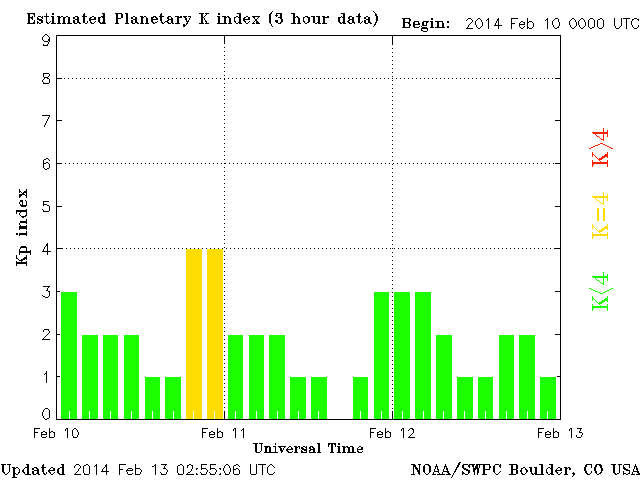 Estimated Planetary K index (3 hour data)
Begin: 2014 Feb 10 0000 UTC
9
8
7
6
5
4
3
2
1
0
Kp index
K>4
K=4
K<4
Feb 10
Feb 11
Feb 12
Feb 13
Universal Time
Updated 2014 Feb 13 02:55:06 UTC
NOAA/SWPC Boulder, CO USA